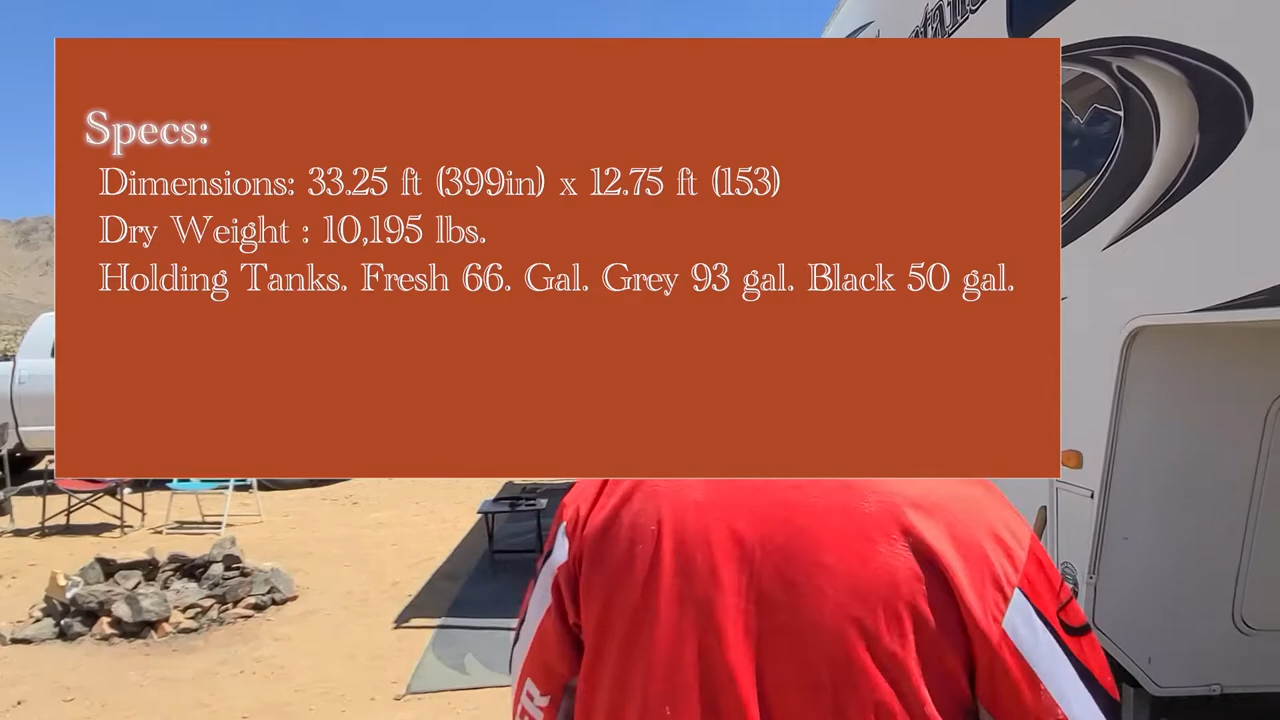 Specs:
Dimensions: 33.25 ft (399in) x 12.75 ft (153)
Dry Weight : 10,195 lbs.
Holding Tanks. Fresh 66. Gal. Grey 93 gal. Black 50 gal.